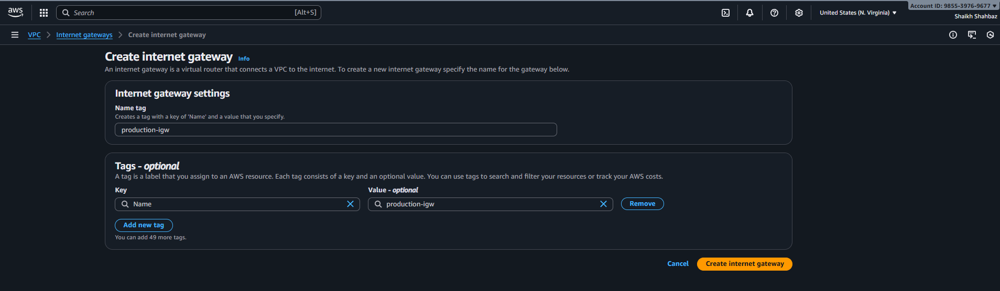 aws
Search [Alt+S]
United States (N. Virginia)
Account ID: 9855-3976-9677
Shaikh Shahbaz
VPC > Internet gateways > Create internet gateway
Create internet gateway Info
An internet gateway is a virtual router that connects a VPC to the internet. To create a new internet gateway specify the name for the gateway below.
Internet gateway settings
Name tag
Creates a tag with a key of 'Name' and a value that you specify.
production-igw
Tags - optional
A tag is a label that you assign to an AWS resource. Each tag consists of a key and an optional value. You can use tags to search and filter your resources or track your AWS costs.
Key Value - optional
Name production-igw Remove
Add new tag
You can add 49 more tags.
Cancel Create internet gateway